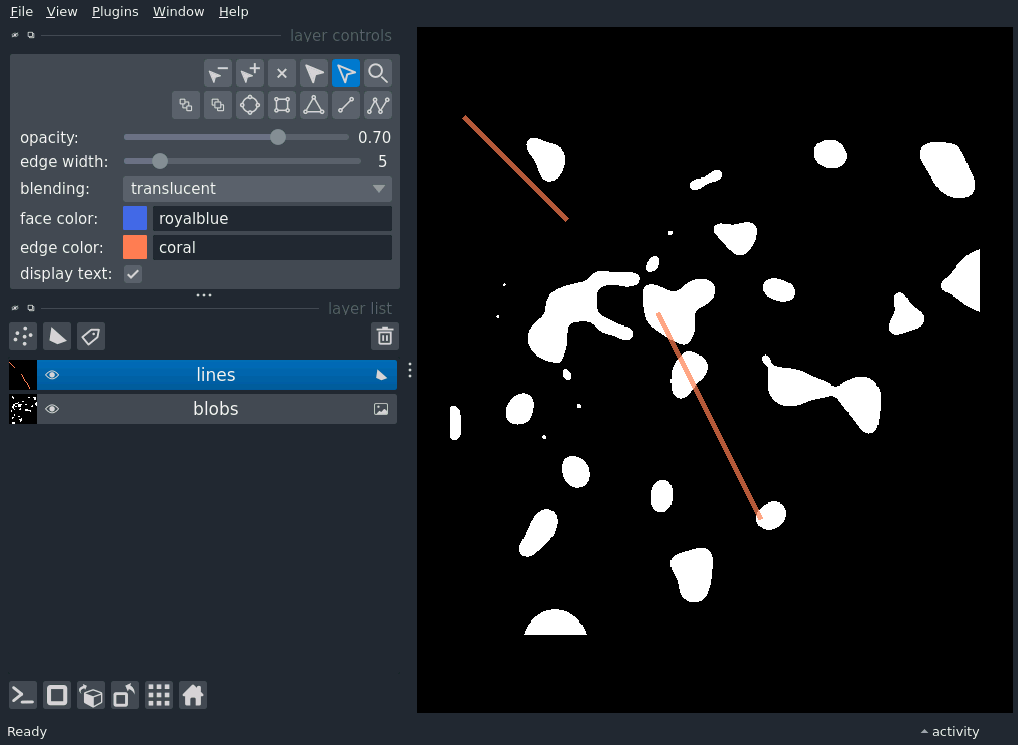 File View Plugins Window Help
layer controls
opacity: 0.70
edge width: 5
blending: translucent
face color: royalblue
edge color: coral
display text:
layer list
lines
blobs
Ready
activity